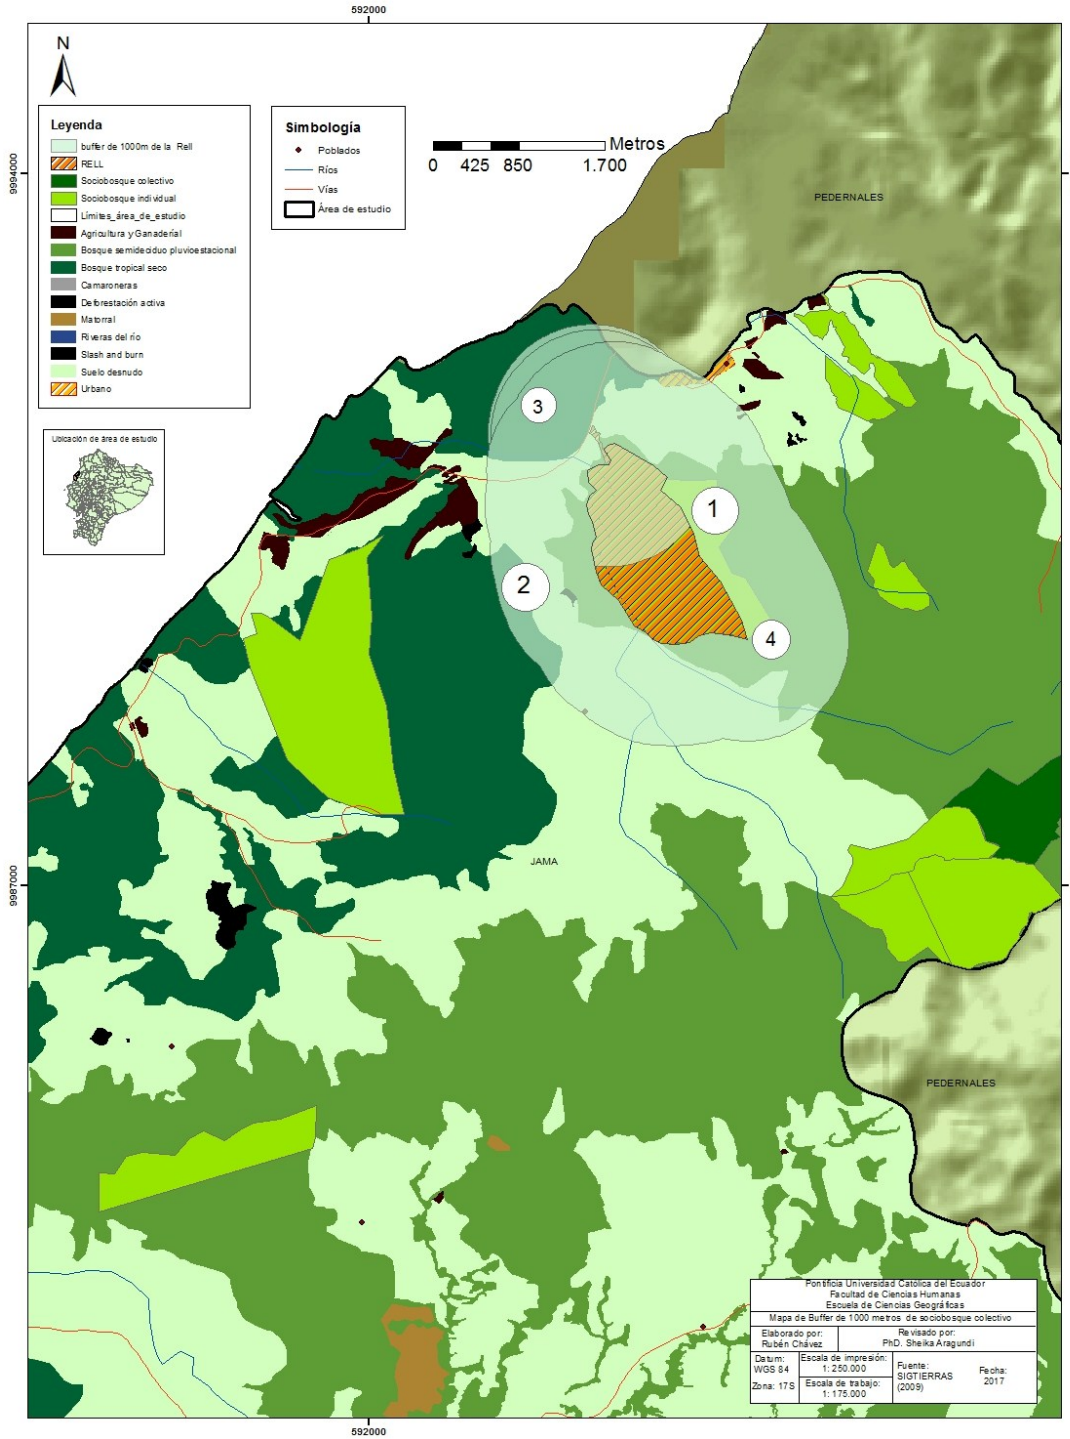 592000
N
Leyenda
buffer de 1000m de la Rell
RELL
Sociobosque colectivo
Sociobosque individual
Límites_área_de_estudio
Agricultura y Ganaderíal
Bosque semideciduo pluvioestacional
Bosque tropical seco
Camaroneras
Deforestación activa
Matorral
Riveras del río
Slash and burn
Suelo desnudo
Urbano
Simbología
Poblados
Ríos
Vías
Área de estudio
Metros
0 425 850 1.700
9994000
9994000
PEDERNALES
Ubicación de área de estudio
3
1
2
4
JAMA
9987000
PEDERNALES
Pontificia Universidad Católica del Ecuador
Facultad de Ciencias Humanas
Escuela de Ciencias Geográficas
Mapa de Buffer de 1000 metros de sociobosque colectivo
Elaborado por:
Rubén Chávez
Revisado por:
PhD. Sheika Aragundi
Datum:
WGS 84
Zona: 17S
Escala de impresión:
1: 250.000
Escala de trabajo:
1: 175.000
Fuente:
SIGTIERRAS
(2009)
Fecha:
2017
592000